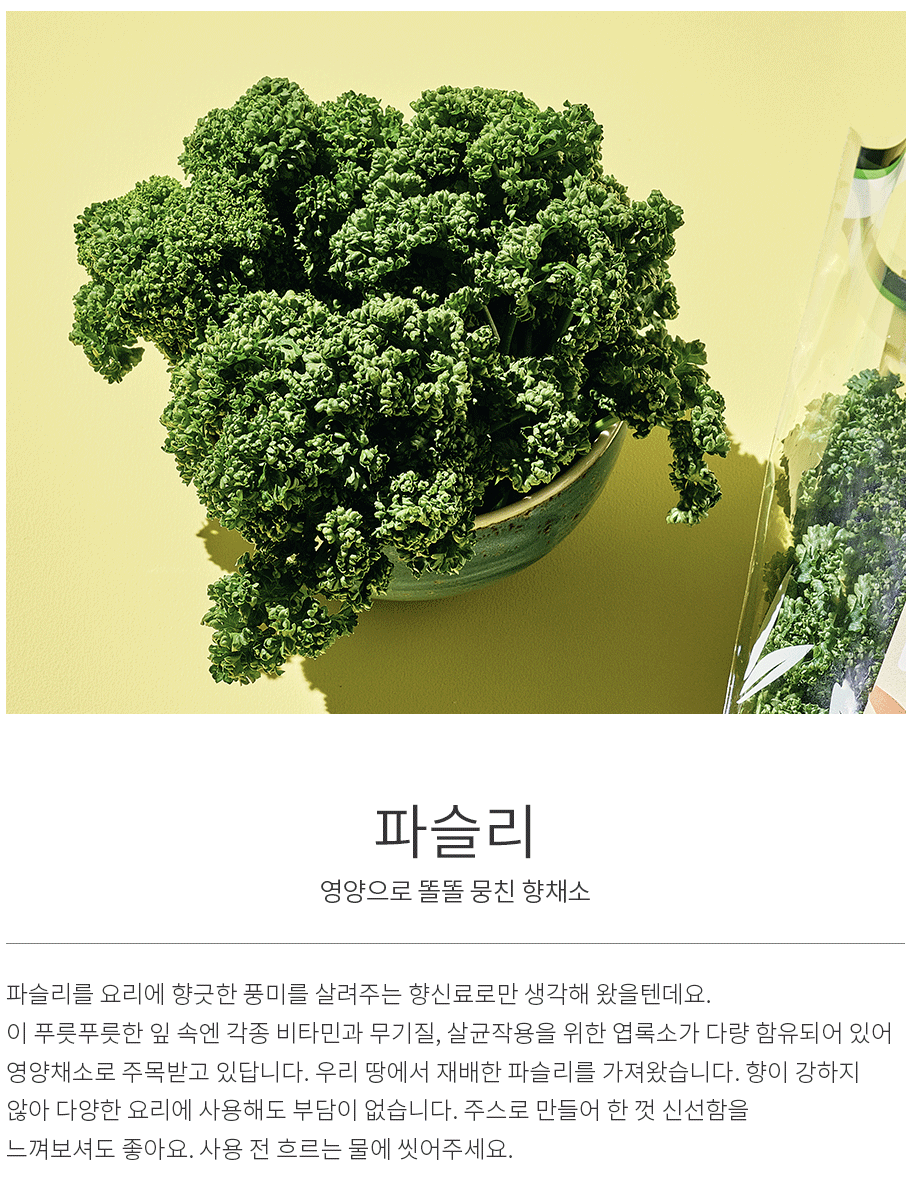 파슬리
영양으로 똘똘 뭉친 향채소
파슬리를 요리에 향긋한 풍미를 살려주는 향신료로만 생각해 왔을텐데요.
이 푸릇푸릇한 잎 속엔 각종 비타민과 무기질, 살균작용을 위한 엽록소가 다량 함유되어 있어
영양채소로 주목받고 있답니다. 우리 땅에서 재배한 파슬리를 가져왔습니다. 향이 강하지
않아 다양한 요리에 사용해도 부담이 없습니다. 주스로 만들어 한 껏 신선함을
느껴보셔도 좋아요. 사용 전 흐르는 물에 씻어주세요.